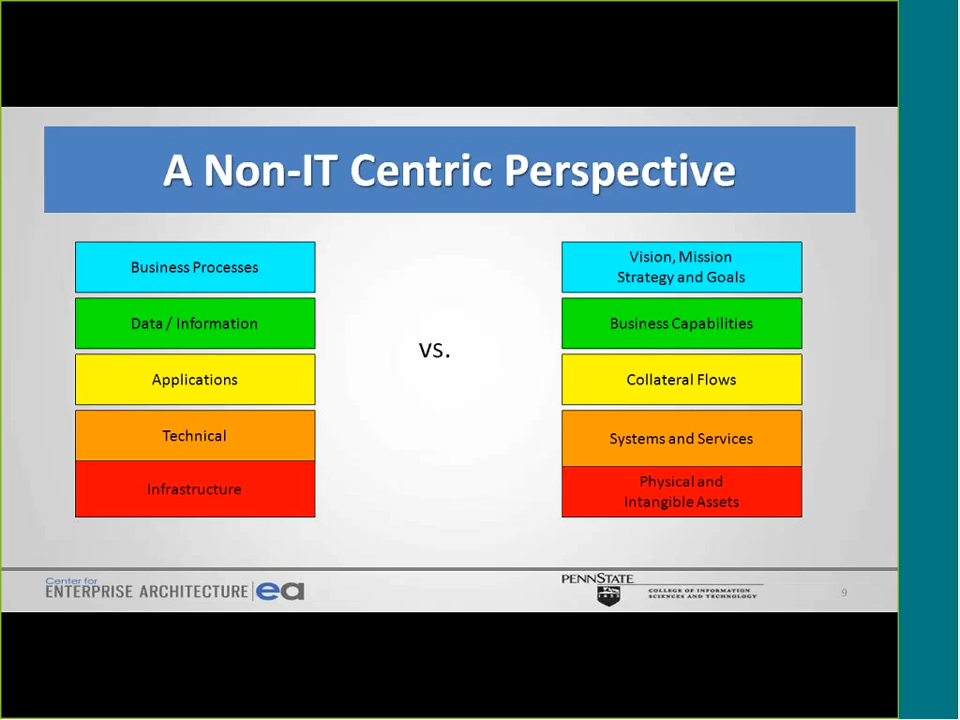 A Non-IT Centric Perspective
Business Processes
Data / Information
Applications
Technical
Infrastructure
vs.
Vision, Mission
Strategy and Goals
Business Capabilities
Collateral Flows
Systems and Services
Physical and
Intangible Assets
Center for
ENTERPRISE ARCHITECTURE
ea
PENNSTATE
COLLEGE OF INFORMATION
SCIENCES AND TECHNOLOGY
9